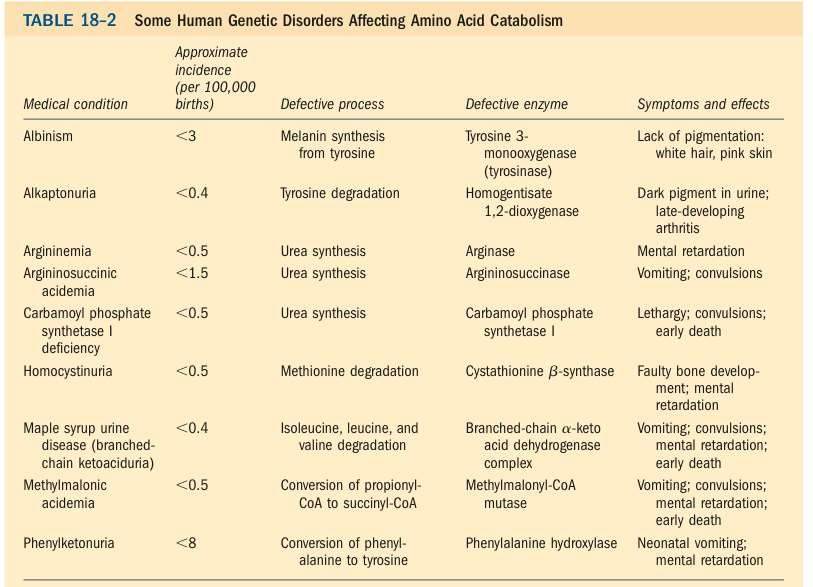 TABLE 18–2 Some Human Genetic Disorders Affecting Amino Acid Catabolism
Approximate
incidence
(per 100,000
Medical condition births) Defective process Defective enzyme Symptoms and effects
Albinism <3 Melanin synthesis Tyrosine 3- Lack of pigmentation:
from tyrosine monooxygenase white hair, pink skin
(tyrosinase)
Alkaptonuria <0.4 Tyrosine degradation Homogentisate Dark pigment in urine;
1,2-dioxygenase late-developing
arthritis
Argininemia <0.5 Urea synthesis Arginase Mental retardation
Argininosuccinic <1.5 Urea synthesis Argininosuccinase Vomiting; convulsions
acidemia
Carbamoyl phosphate <0.5 Urea synthesis Carbamoyl phosphate Lethargy; convulsions;
synthetase I synthetase I early death
deficiency
Homocystinuria <0.5 Methionine degradation Cystathionine β-synthase Faulty bone develop-
ment; mental
retardation
Maple syrup urine <0.4 Isoleucine, leucine, and Branched-chain α-keto Vomiting; convulsions;
disease (branched- valine degradation acid dehydrogenase mental retardation;
chain ketoaciduria) complex early death
Methylmalonic <0.5 Conversion of propionyl- Methylmalonyl-CoA Vomiting; convulsions;
acidemia CoA to succinyl-CoA mutase mental retardation;
early death
Phenylketonuria <8 Conversion of phenyl- Phenylalanine hydroxylase Neonatal vomiting;
alanine to tyrosine mental retardation